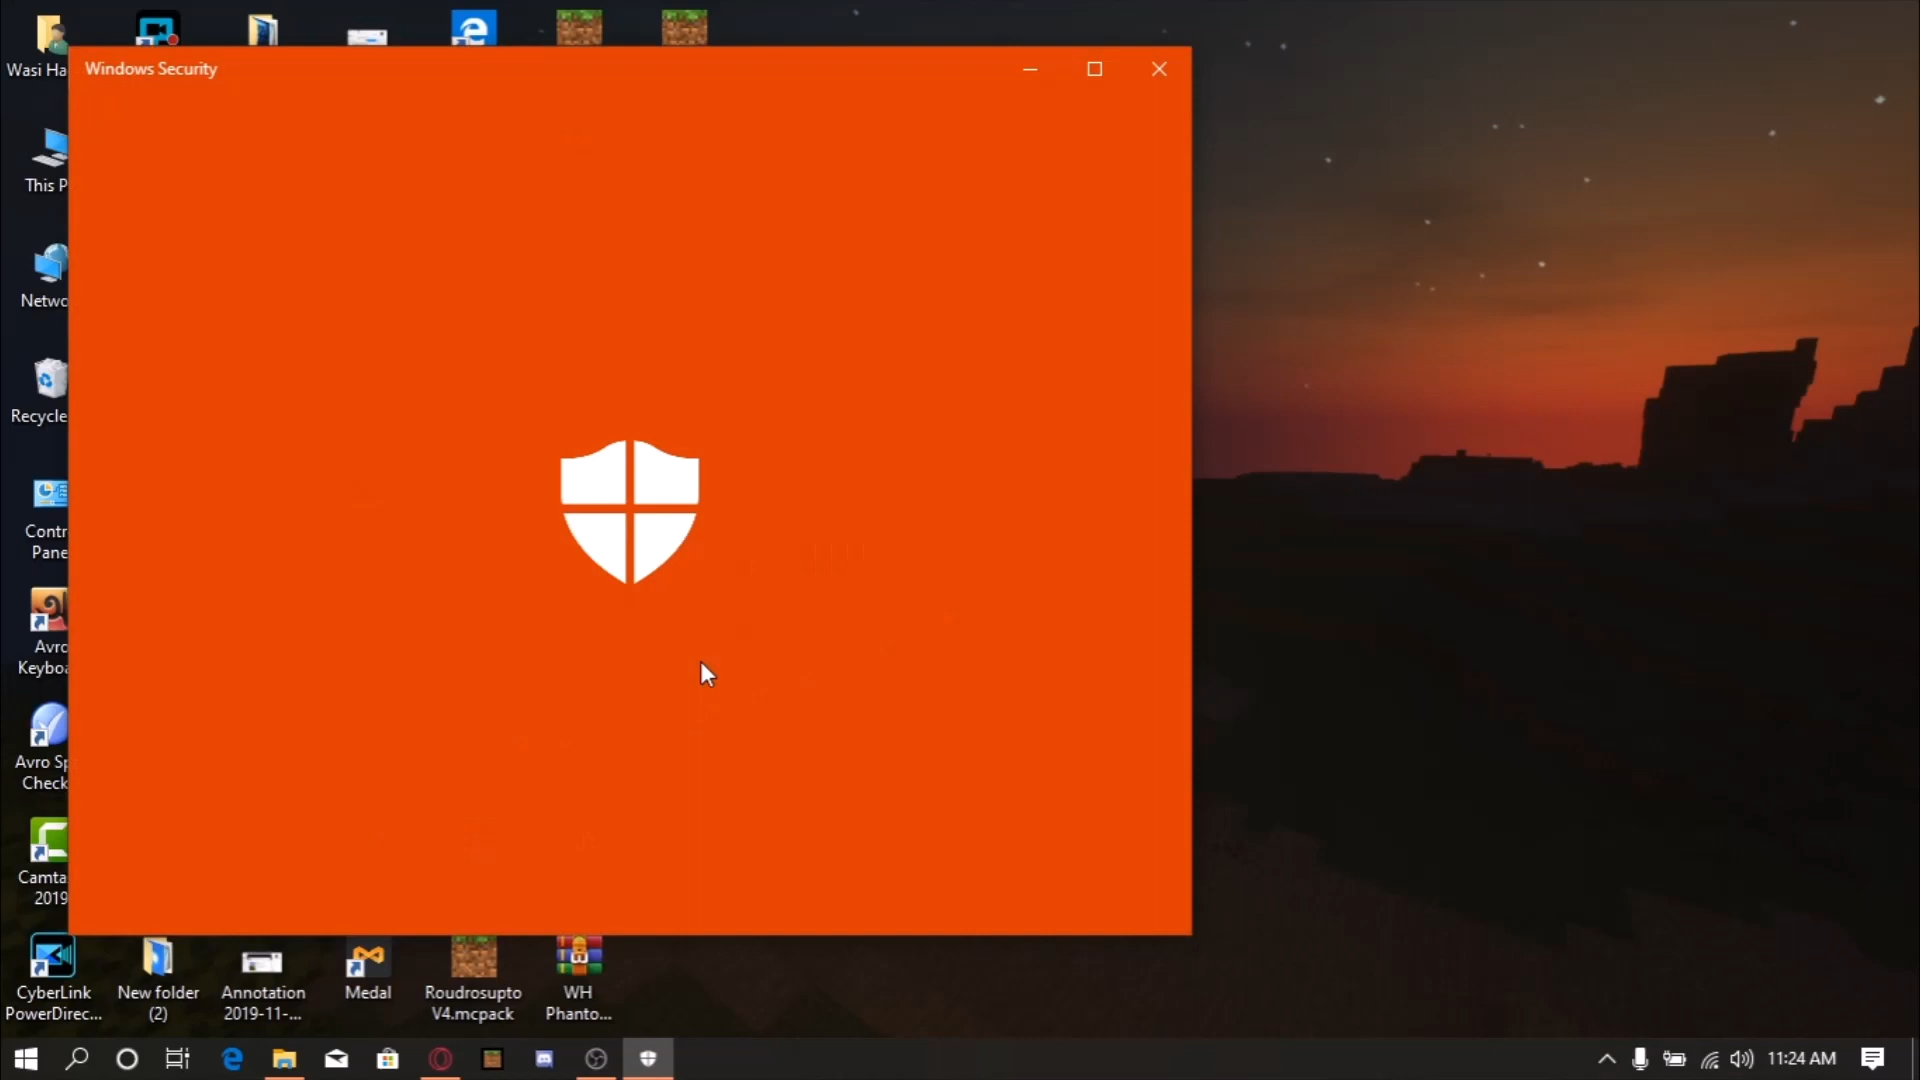 Windows Security
Wasi Ha
This P
Netwo
Recycle
Contr
Pane
Avro
Keyboa
Avro Sp
Check
Camta
2019
CyberLink
PowerDirec...
New folder
(2)
Annotation
2019-11-...
Medal
Roudrosupto
V4.mcpack
WH
Phanto...
11:24 AM